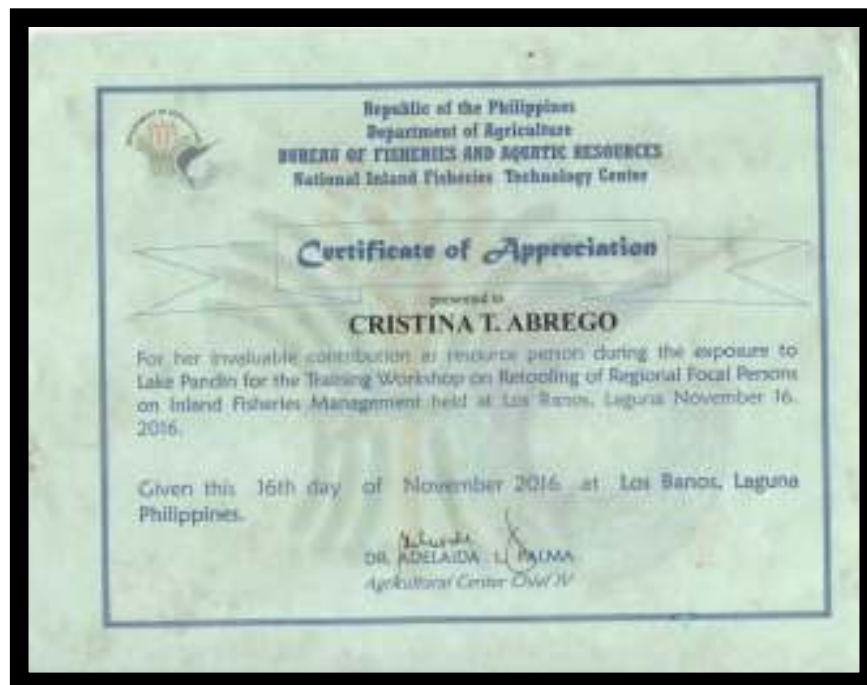 Republic of the Philippines
Department of Agriculture
BUREAU OF FISHERIES AND AQUATIC RESOURCES
National Inland Fisheries Technology Center
Certificate of Appreciation
presented to
CRISTINA T. ABREGO
For her invaluable contribution as resource person during the exposure to
Lake Pandin for the Training Workshop on Retooling of Regional Focal Persons
on Inland Fisheries Management held at Los Banos, Laguna November 16,
2016.
Given this 16th day of November 2016 at Los Banos, Laguna
Philippines.
DR. ADELAIDA L. PALMA
Agricultural Center Chief IV